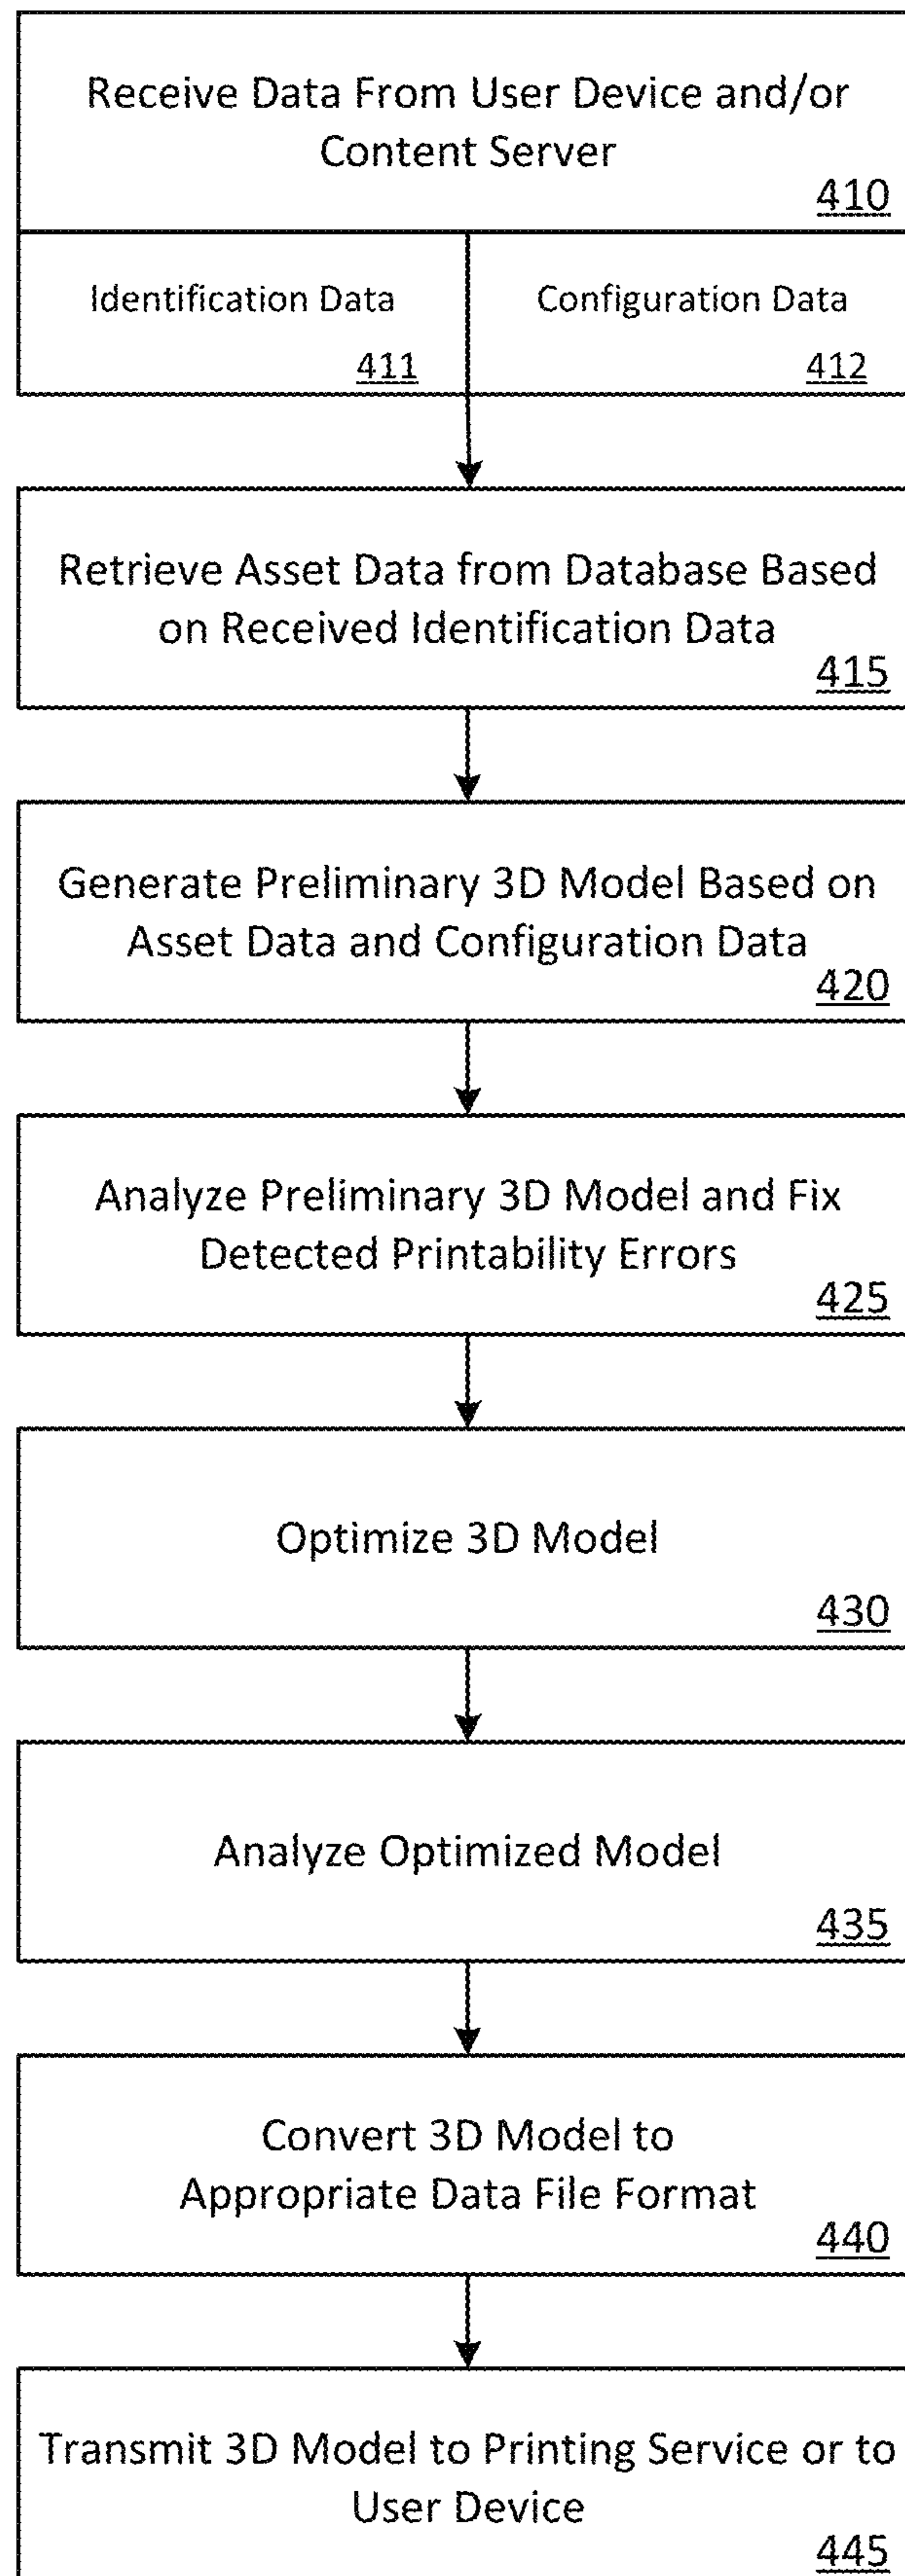 Receive Data From User Device and/or
Content Server
410
Identification Data
411
Configuration Data
412
Retrieve Asset Data from Database Based
on Received Identification Data
415
Generate Preliminary 3D Model Based on
Asset Data and Configuration Data
420
Analyze Preliminary 3D Model and Fix
Detected Printability Errors
425
Optimize 3D Model
430
Analyze Optimized Model
435
Convert 3D Model to
Appropriate Data File Format
440
Transmit 3D Model to Printing Service or to
User Device
445